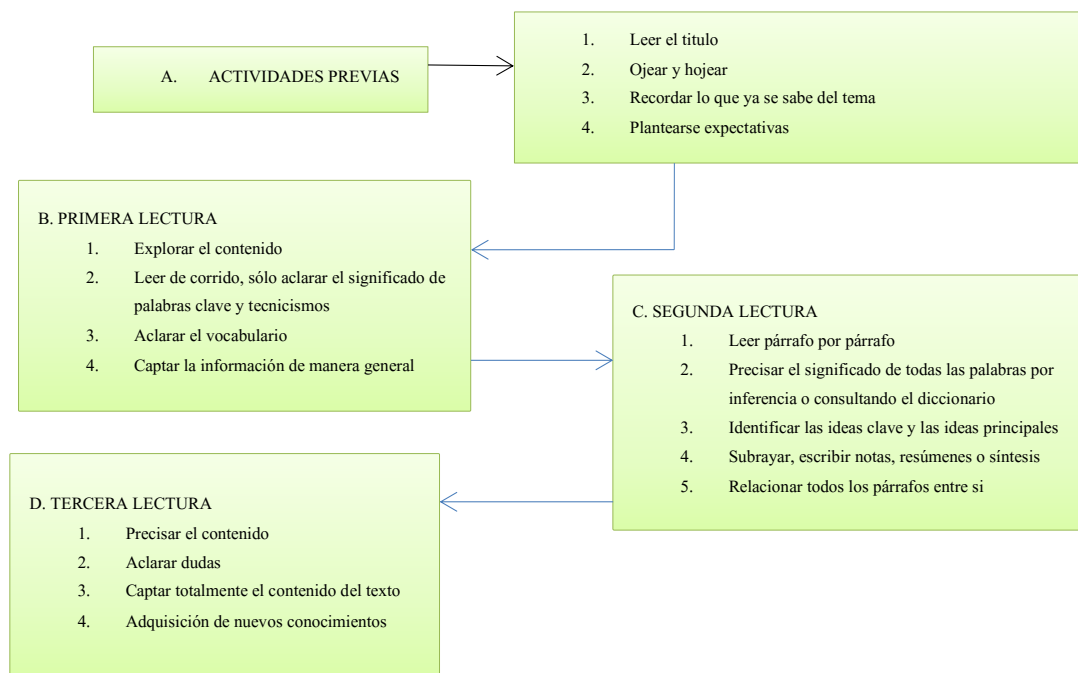 A. ACTIVIDADES PREVIAS
1. Leer el titulo
2. Ojear y hojear
3. Recordar lo que ya se sabe del tema
4. Plantearse expectativas
B. PRIMERA LECTURA
1. Explorar el contenido
2. Leer de corrido, sólo aclarar el significado de
palabras clave y tecnicismos
3. Aclarar el vocabulario
4. Captar la información de manera general
C. SEGUNDA LECTURA
1. Leer párrafo por párrafo
2. Precisar el significado de todas las palabras por
inferencia o consultando el diccionario
3. Identificar las ideas clave y las ideas principales
4. Subrayar, escribir notas, resúmenes o síntesis
5. Relacionar todos los párrafos entre si
D. TERCERA LECTURA
1. Precisar el contenido
2. Aclarar dudas
3. Captar totalmente el contenido del texto
4. Adquisición de nuevos conocimientos